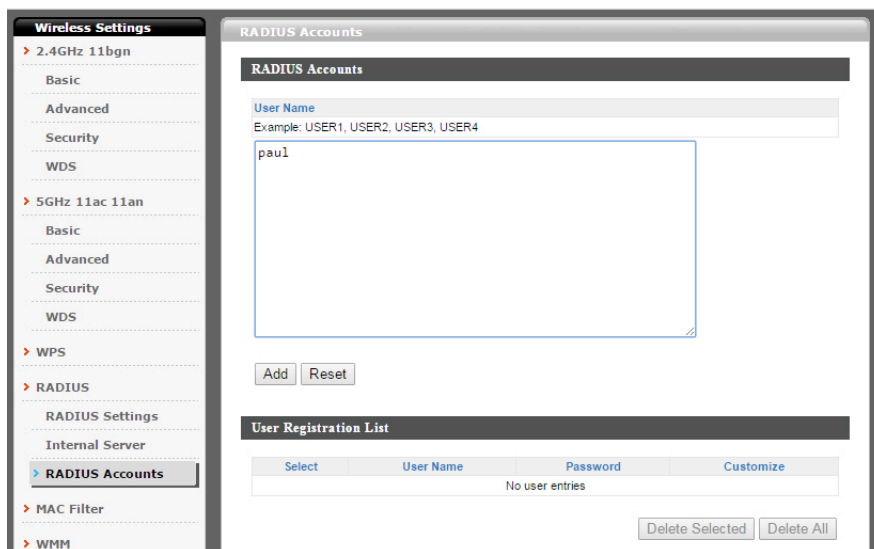 Wireless Settings
2.4GHz 11bgn
Basic
Advanced
Security
WDS
5GHz 11ac 11an
Basic
Advanced
Security
WDS
WPS
RADIUS
RADIUS Settings
Internal Server
RADIUS Accounts
MAC Filter
WMM
RADIUS Accounts
RADIUS Accounts
User Name
Example: USER1, USER2, USER3, USER4
paul
Add Reset
User Registration List
Select User Name Password Customize
No user entries
Delete Selected Delete All